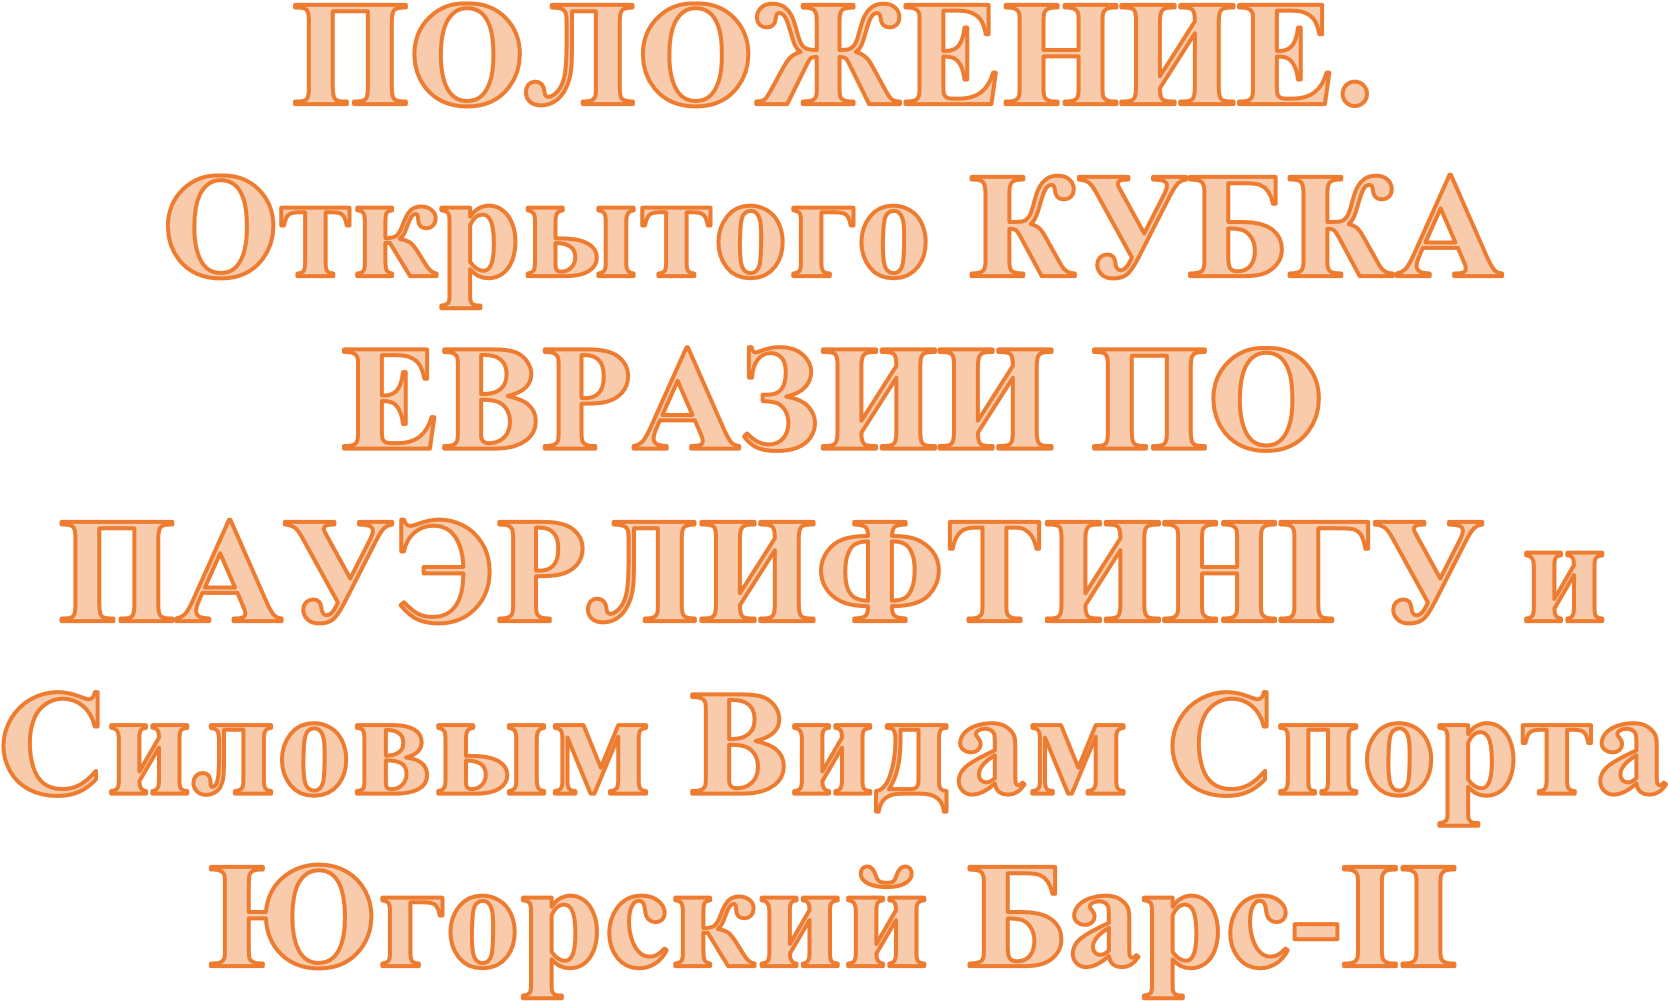 ПОЛОЖЕНИЕ.
Открытого КУБКА
ЕВРАЗИИ ПО
ПАУЭРЛИФТИНГУ и
Силовым Видам Спорта
Югорский Барс-II